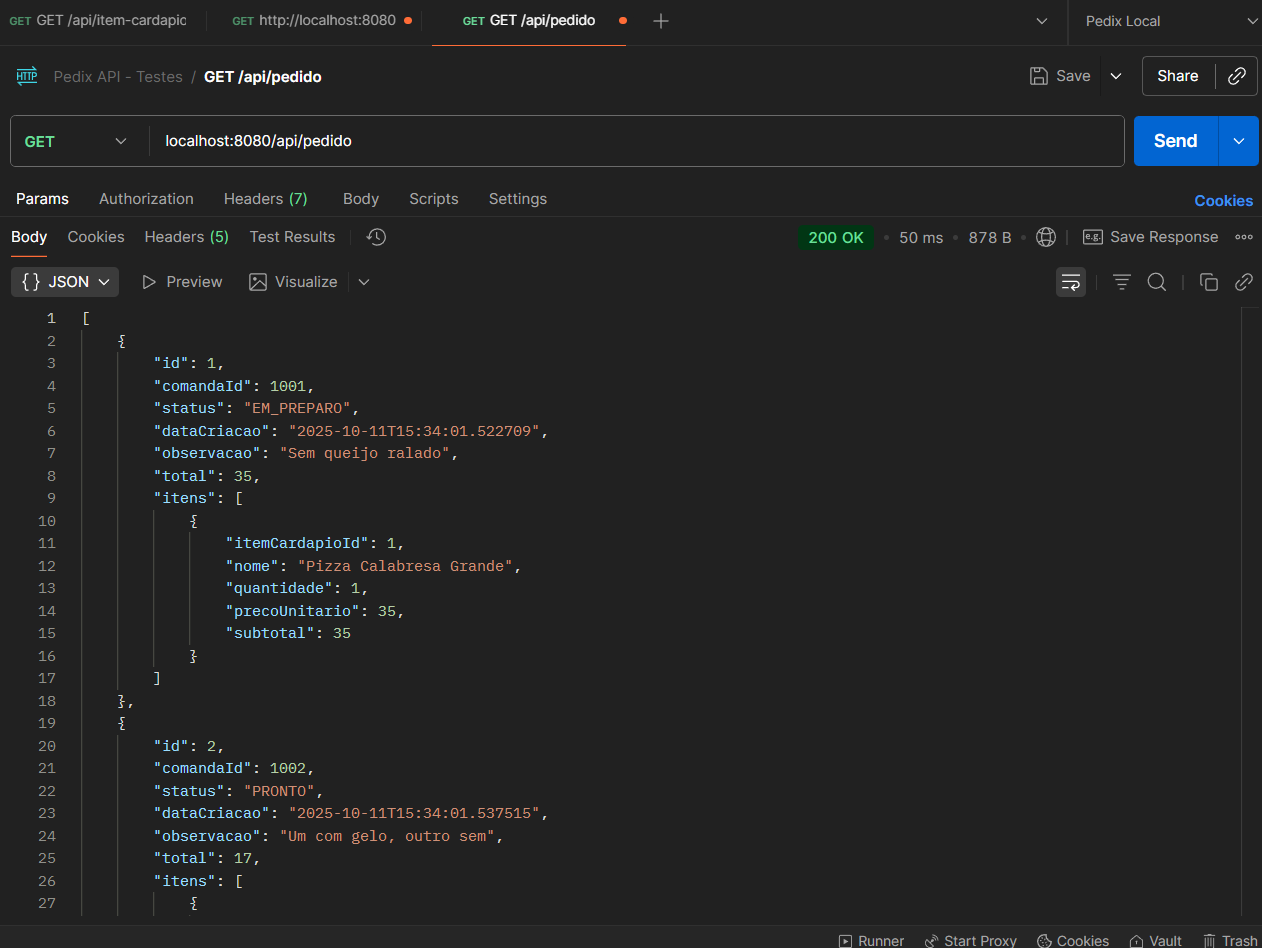 GET GET /api/item-cardapic GET http://localhost:8080 GET GET /api/pedido Pedix Local
HTTP Pedix API - Testes / GET /api/pedido Save Share
GET localhost:8080/api/pedido Send
Params Authorization Headers (7) Body Scripts Settings Cookies
Body Cookies Headers (5) Test Results 200 OK 50 ms 878 B e.g. Save Response
{} JSON Preview Visualize
1 [
2 {
3 "id": 1,
4 "comandaId": 1001,
5 "status": "EM_PREPARO",
6 "dataCriacao": "2025-10-11T15:34:01.522709",
7 "observacao": "Sem queijo ralado",
8 "total": 35,
9 "itens": [
10 {
11 "itemCardapioId": 1,
12 "nome": "Pizza Calabresa Grande",
13 "quantidade": 1,
14 "precoUnitario": 35,
15 "subtotal": 35
16 }
17 ]
18 },
19 {
20 "id": 2,
21 "comandaId": 1002,
22 "status": "PRONTO",
23 "dataCriacao": "2025-10-11T15:34:01.537515",
24 "observacao": "Um com gelo, outro sem",
25 "total": 17,
26 "itens": [
27 {
Runner Start Proxy Cookies Vault Trash